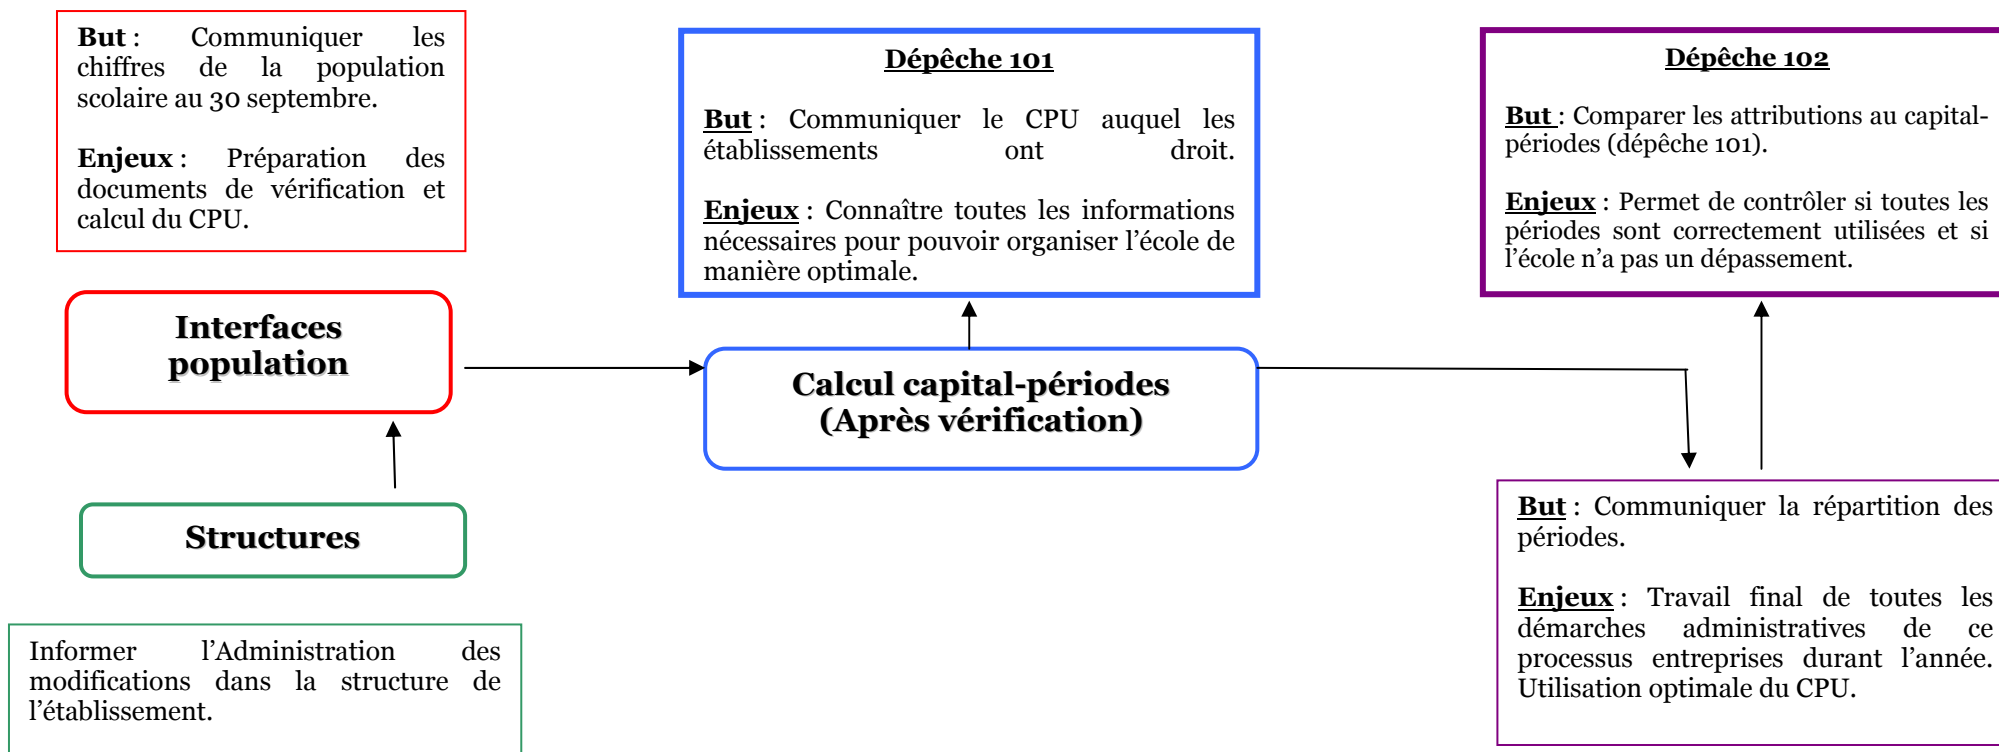 But : Communiquer les
chiffres de la population
scolaire au 30 septembre.
Enjeux : Préparation des
documents de vérification et
calcul du CPU.
Interfaces
population
Structures
Informer l’Administration des
modifications dans la structure de
l’établissement.
Dépêche 101
But : Communiquer le CPU auquel les
établissements ont droit.
Enjeux : Connaître toutes les informations
nécessaires pour pouvoir organiser l’école de
manière optimale.
Calcul capital-périodes
(Après vérification)
Dépêche 102
But : Comparer les attributions au capital-
périodes (dépêche 101).
Enjeux : Permet de contrôler si toutes les
périodes sont correctement utilisées et si
l’école n’a pas un dépassement.
But : Communiquer la répartition des
périodes.
Enjeux : Travail final de toutes les
démarches administratives de ce
processus entreprises durant l’année.
Utilisation optimale du CPU.